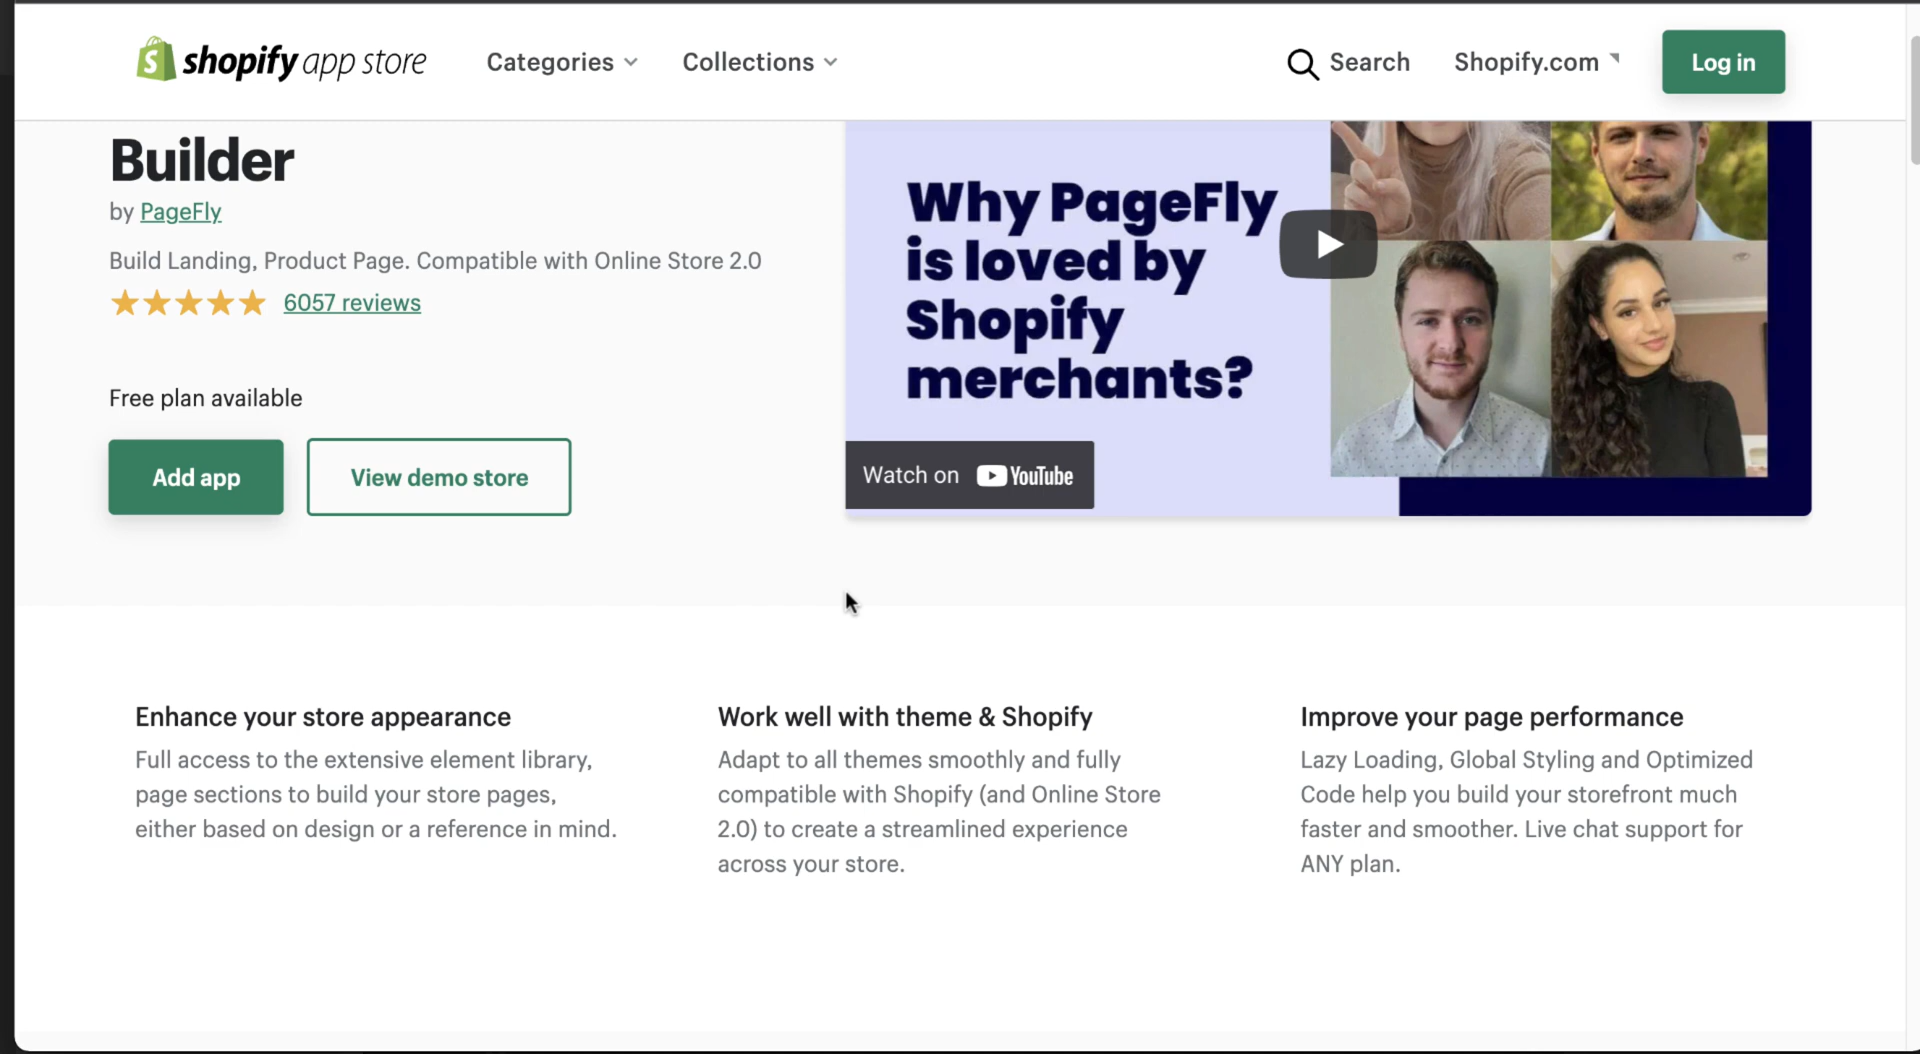 shopify app store
Categories
Collections
Search
Shopify.com
Log in
Builder
by PageFly
Build Landing, Product Page. Compatible with Online Store 2.0
6057 reviews
Free plan available
Add app
View demo store
Why PageFly
is loved by
Shopify
merchants?
Watch on YouTube
Enhance your store appearance
Full access to the extensive element library,
page sections to build your store pages,
either based on design or a reference in mind.
Work well with theme & Shopify
Adapt to all themes smoothly and fully
compatible with Shopify (and Online Store
2.0) to create a streamlined experience
across your store.
Improve your page performance
Lazy Loading, Global Styling and Optimized
Code help you build your storefront much
faster and smoother. Live chat support for
ANY plan.